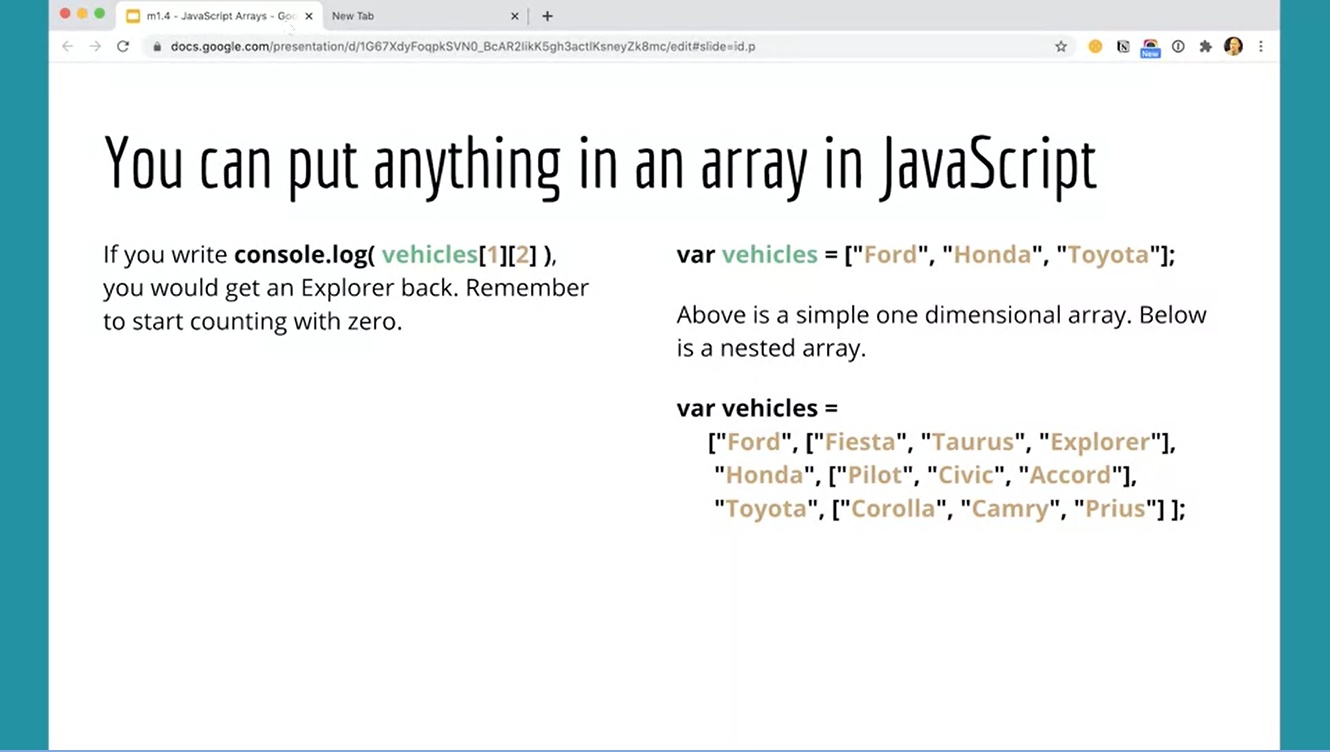 m1.4 - JavaScript Arrays - Goo
New Tab
docs.google.com/presentation/d/1G67XdyFoqpkSVN0_BcAR2IikK5gh3actlKsneyZk8mc/edit#slide=id.p
New
You can put anything in an array in JavaScript
If you write console.log( vehicles[1][2] ),
you would get an Explorer back. Remember
to start counting with zero.
var vehicles = ["Ford", "Honda", "Toyota"];
Above is a simple one dimensional array. Below
is a nested array.
var vehicles =
["Ford", ["Fiesta", "Taurus", "Explorer"],
"Honda", ["Pilot", "Civic", "Accord"],
"Toyota", ["Corolla", "Camry", "Prius"] ];